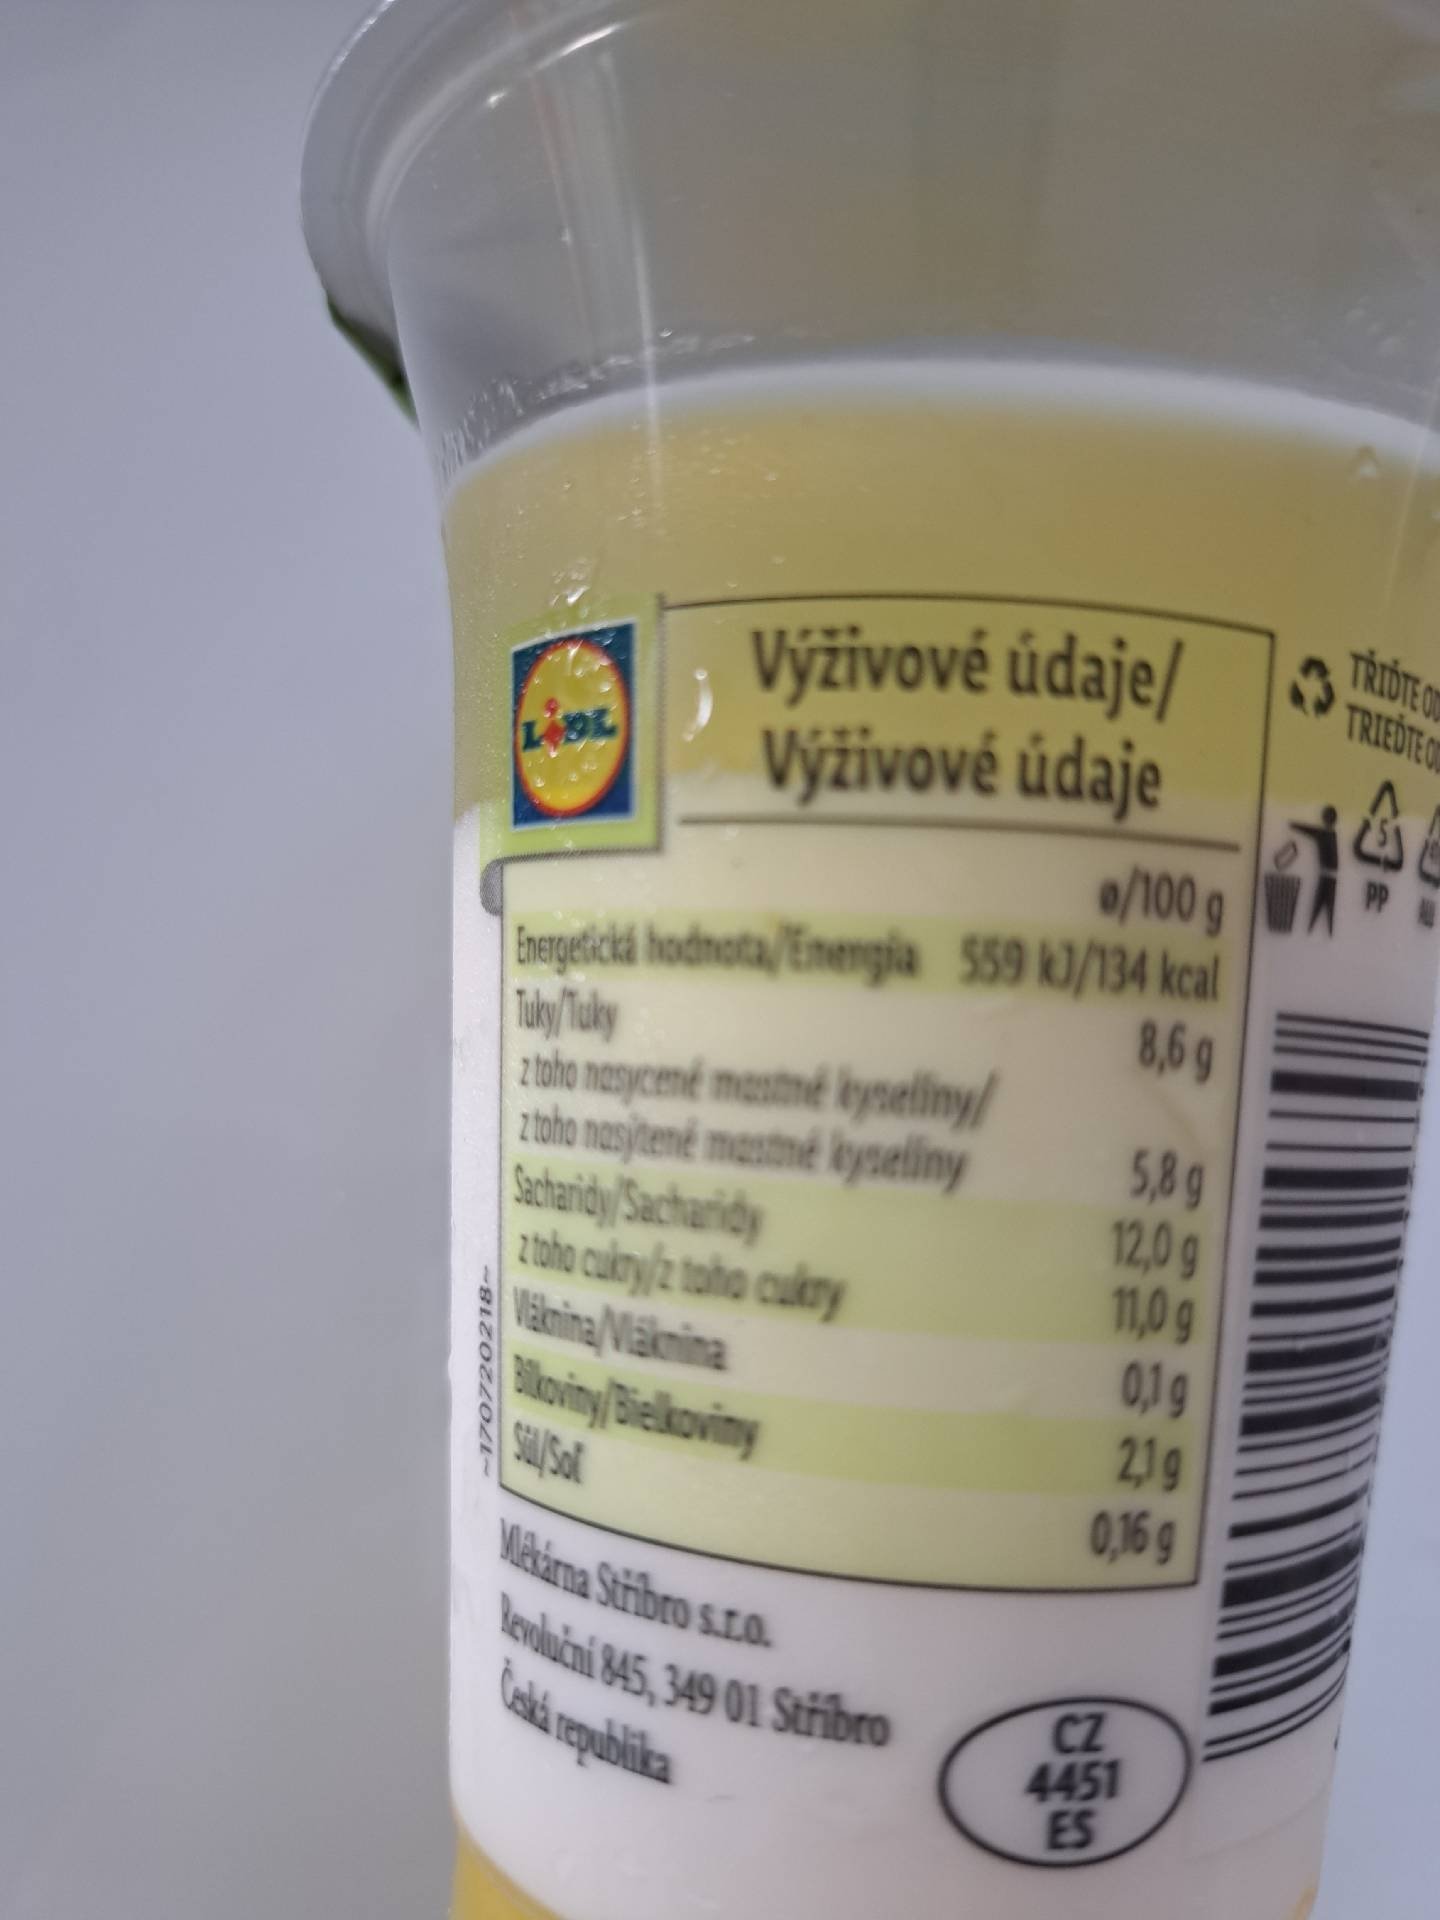 LIDL
Výživové údaje/
Výživové údaje
ø/100 g
Energetická hodnota/Energia 559 kJ/134 kcal
Tuky/Tuky 8,6 g
z toho nasycené mastné kyseliny/
z toho nasýtené mastné kyseliny 5,8 g
Sacharidy/Sacharidy 12,0 g
z toho cukry/z toho cukry 11,0 g
Vláknina/Vláknina 0,1 g
Bílkoviny/Bielkoviny 2,1 g
Sůl/Soľ 0,16 g
~170720218~
Mlékárna Stříbro s.r.o.
Revoluční 845, 349 01 Stříbro
Česká republika
CZ
4451
ES
TŘIĎTE
TRIEĎTE
5
PP